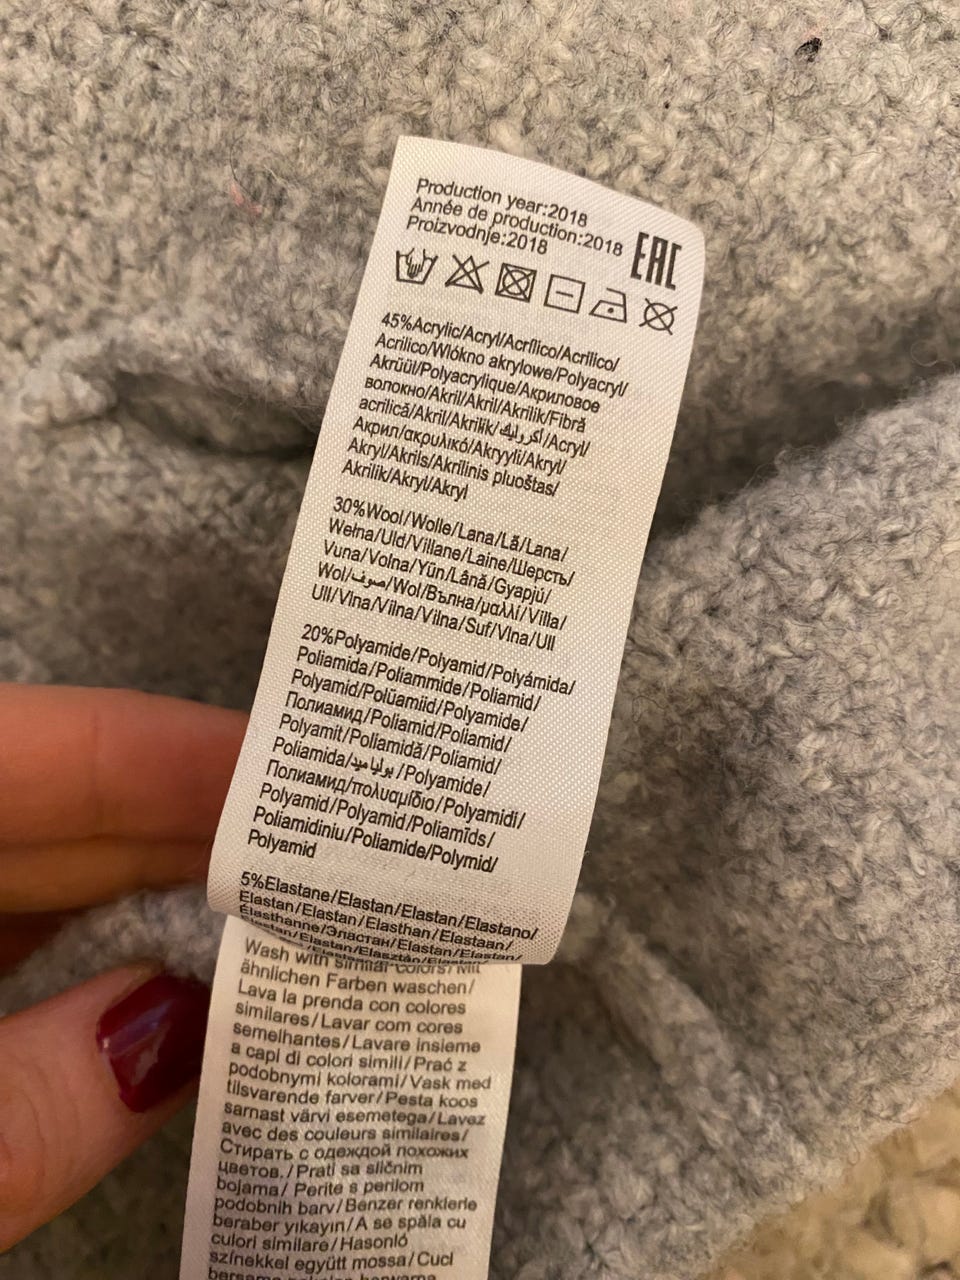 Production year:2018
Année de production:2018
Proizvodnje:2018
EAC
45%Acrylic/Acryl/Acrílico/Acrílico/
Acrilico/Włókno akrylowe/Polyacryl/
Akrüül/Polyacrylique/Акриловое
волокно/Akril/Akril/Akrilik/Fibră
acrilică/Akril/Akrilik/أكريليك/Acryl/
Акрил/ακρυλικό/Akryyli/Akryl/
Akryl/Akrils/Akrilinis pluoštas/
Akrilik/Akryl/Akryl
30%Wool/Wolle/Lana/Lã/Lana/
Wełna/Uld/Villane/Laine/Шерсть/
Vuna/Volna/Yün/Lână/Gyapjú/
Wol/صوف/Wol/Вълна/μαλλί/Villa/
Ull/Vlna/Vilna/Vilna/Suf/Vlna/Ull
20%Polyamide/Polyamid/Polyámida/
Poliamida/Poliammide/Poliamid/
Polyamid/Polüamiid/Polyamide/
Полиамид/Poliamid/Poliamid/
Polyamit/Poliamidă/Poliamid/
Poliamida/بولياميد/Polyamide/
Полиамид/πολυαμίδιο/Polyamidi/
Polyamid/Polyamid/Poliamīds/
Poliamidiniu/Poliamide/Polymid/
Polyamid
5%Elastane/Elastan/Elastan/Elastano/
Elastan/Elastan/Elasthan/Elastaan/
Élasthanne/Эластан/Elastan/Elastan/
Elastan/Elastan/Elasztán/Elastan/
Wash with similar colors/Mit
ähnlichen Farben waschen/
Lava la prenda con colores
similares/Lavar com cores
semelhantes/Lavare insieme
a capi di colori simili/Prać z
podobnymi kolorami/Vask med
tilsvarende farver/Pesta koos
sarnast värvi esemetega/Lavez
avec des couleurs similaires/
Стирать с одеждой похожих
цветов./Prati sa sličnim
bojama/ Perite s perilom
podobnih barv/Benzer renklerle
beraber yıkayın/A se spăla cu
culori similare/Hasonló
színekkel együtt mossa/Cuci
bersama